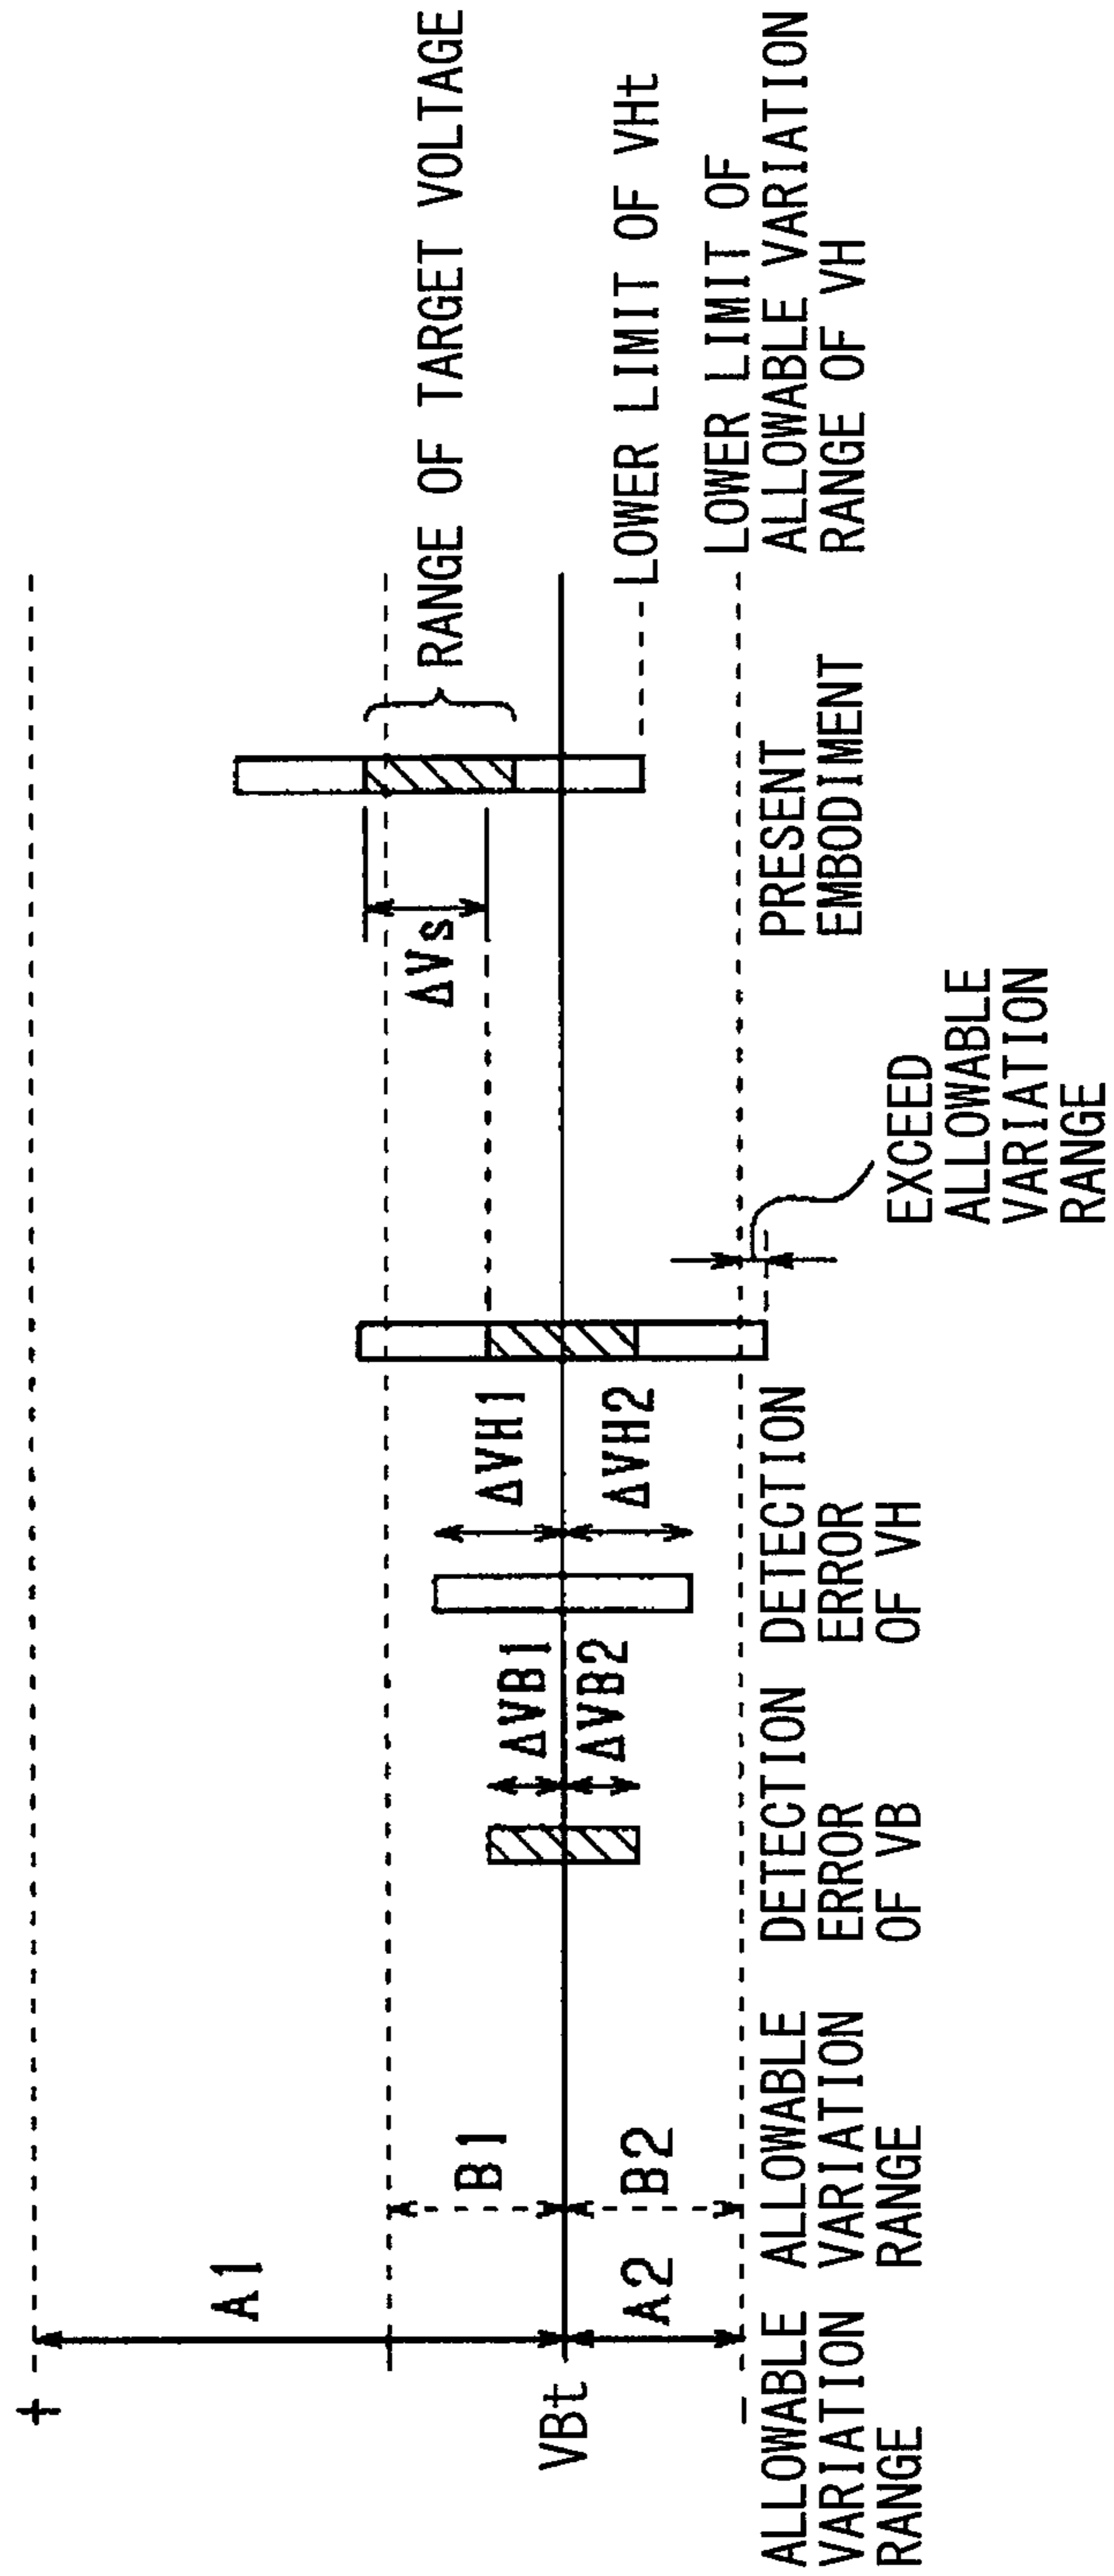 +
A1
B1
VBt
A2
B2
−
ALLOWABLE
VARIATION
RANGE
ALLOWABLE
VARIATION
RANGE
ΔVB1
ΔVB2
DETECTION
ERROR
OF VB
ΔVH1
ΔVH2
DETECTION
ERROR
OF VH
EXCEED
ALLOWABLE
VARIATION
RANGE
ΔVs
PRESENT
EMBODIMENT
RANGE OF TARGET VOLTAGE
LOWER LIMIT OF VHt
LOWER LIMIT OF
ALLOWABLE VARIATION
RANGE OF VH